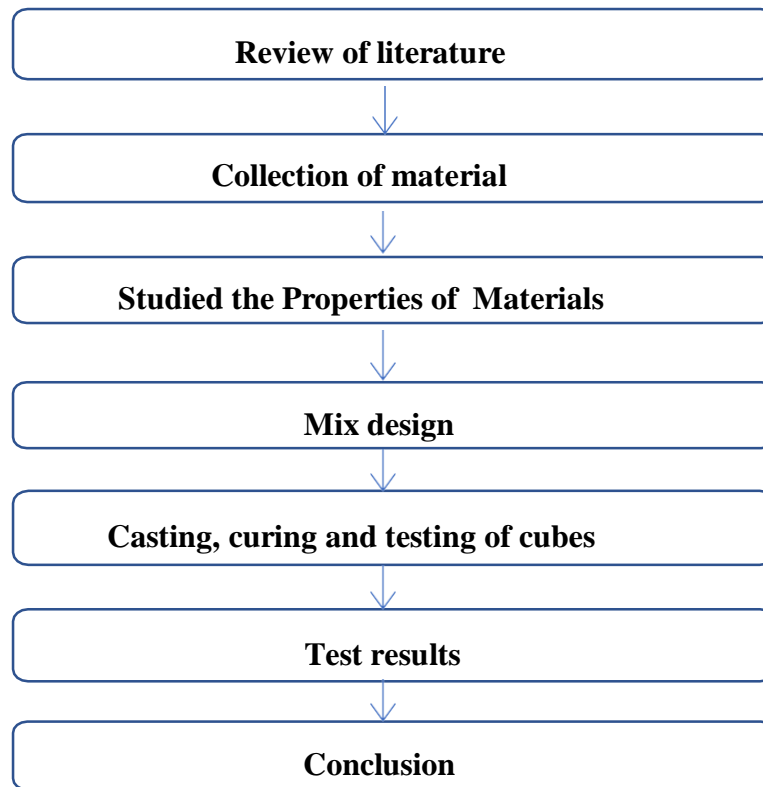 Review of literature
Collection of material
Studied the Properties of  Materials
Mix design
Casting, curing and testing of cubes
Test results
Conclusion